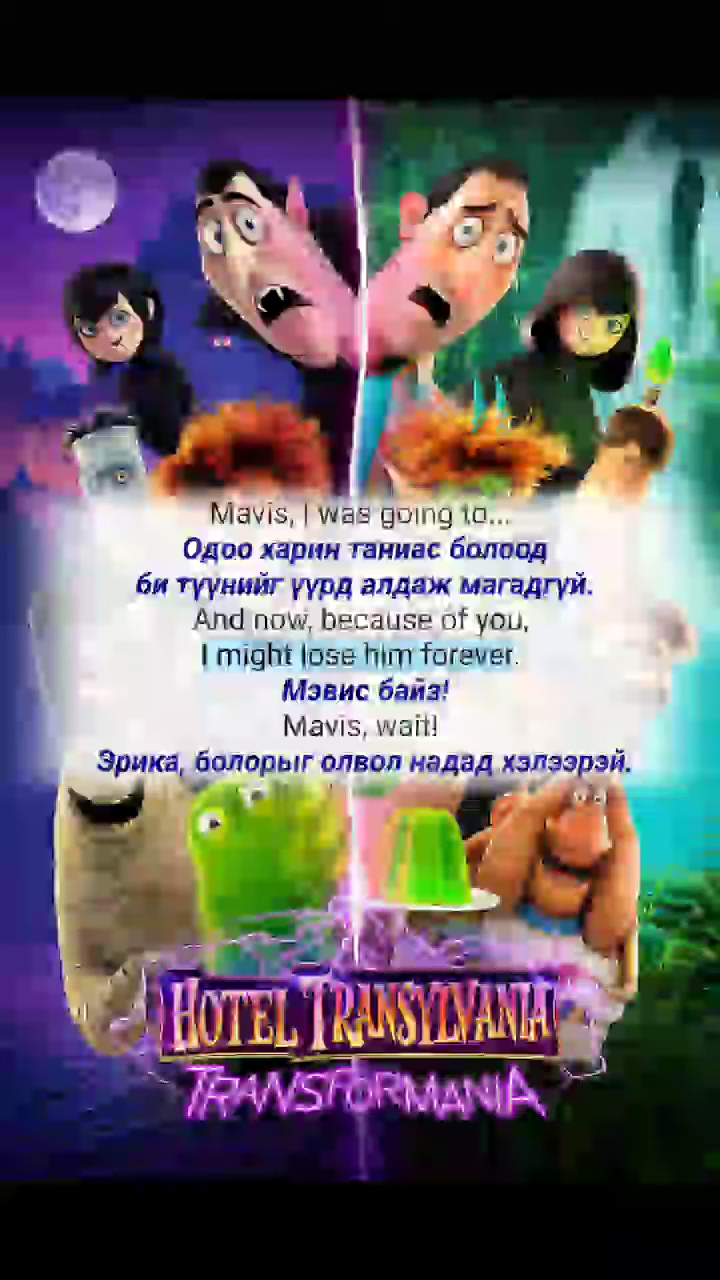 Mavis, I was going to...
Одоо харин таниас болоод
би түүнийг үүрд алдаж магадгүй.
And now, because of you,
I might lose him forever.
Мэвис байз!
Mavis, wait!
Эрика, болорыг олвол надад хэлээрэй.
HOTEL TRANSYLVANIA
TRANSFORMANIA